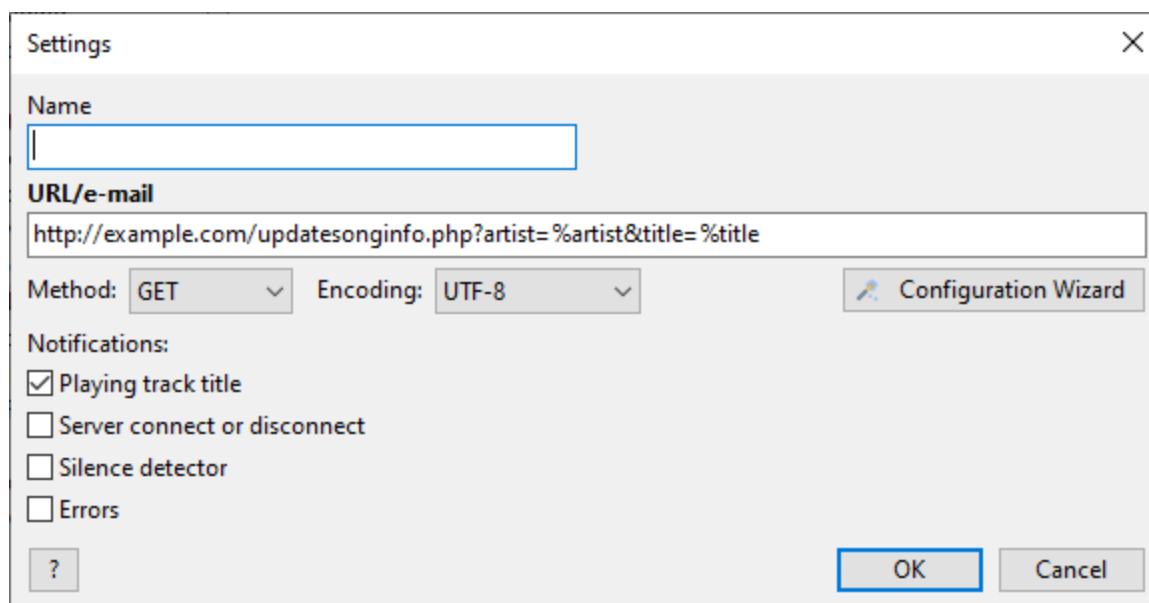 Settings
Name
URL/e-mail
http://example.com/updatesonginfo.php?artist=%artist&title=%title
Method: GET Encoding: UTF-8 Configuration Wizard
Notifications:
Playing track title
Server connect or disconnect
Silence detector
Errors
? OK Cancel